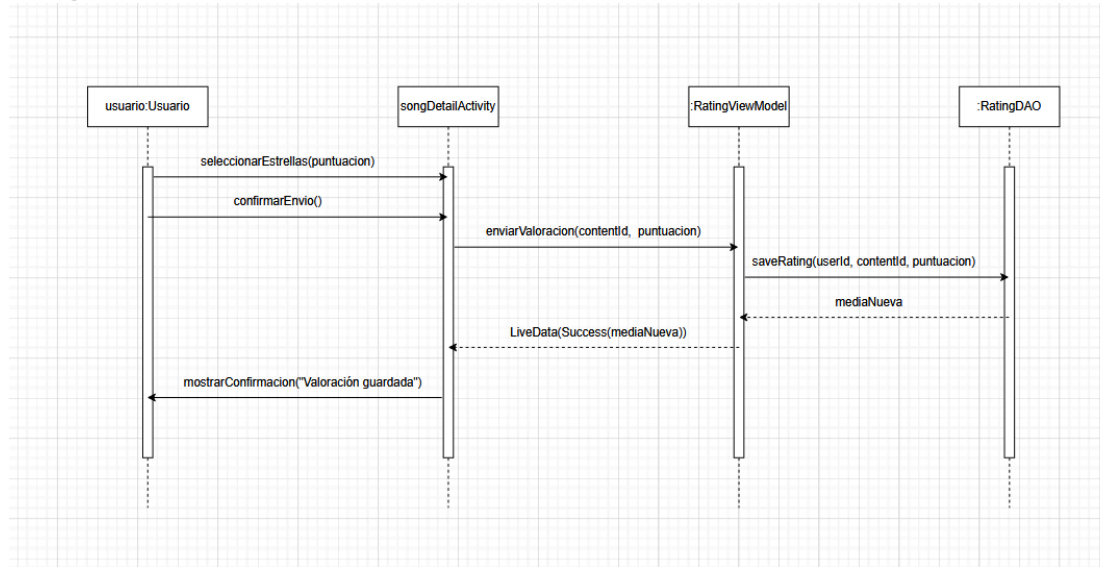 usuario:Usuario
songDetailActivity
:RatingViewModel
:RatingDAO
seleccionarEstrellas(puntuacion)
confirmarEnvio()
enviarValoracion(contentId, puntuacion)
saveRating(userId, contentId, puntuacion)
mediaNueva
LiveData(Success(mediaNueva))
mostrarConfirmacion("Valoración guardada")